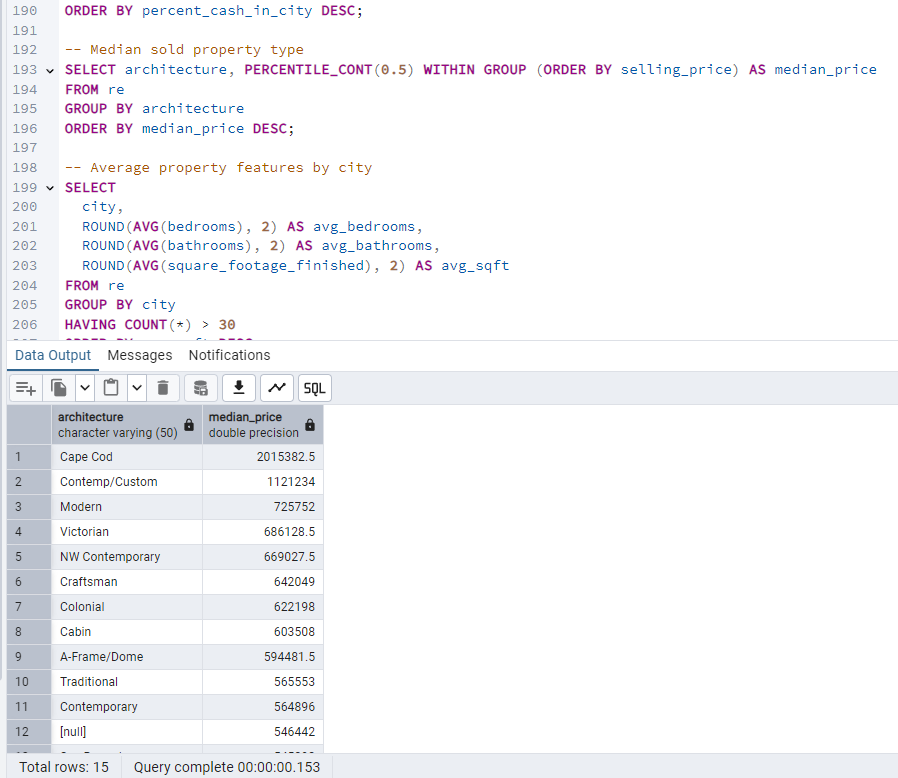 190 ORDER BY percent_cash_in_city DESC;
191
192 -- Median sold property type
193 SELECT architecture, PERCENTILE_CONT(0.5) WITHIN GROUP (ORDER BY selling_price) AS median_price
194 FROM re
195 GROUP BY architecture
196 ORDER BY median_price DESC;
197
198 -- Average property features by city
199 SELECT
200 city,
201 ROUND(AVG(bedrooms), 2) AS avg_bedrooms,
202 ROUND(AVG(bathrooms), 2) AS avg_bathrooms,
203 ROUND(AVG(square_footage_finished), 2) AS avg_sqft
204 FROM re
205 GROUP BY city
206 HAVING COUNT(*) > 30
Data Output Messages Notifications
SQL
architecture median_price
character varying (50) double precision
1 Cape Cod 2015382.5
2 Contemp/Custom 1121234
3 Modern 725752
4 Victorian 686128.5
5 NW Contemporary 669027.5
6 Craftsman 642049
7 Colonial 622198
8 Cabin 603508
9 A-Frame/Dome 594481.5
10 Traditional 565553
11 Contemporary 564896
12 [null] 546442
Total rows: 15 Query complete 00:00:00.153